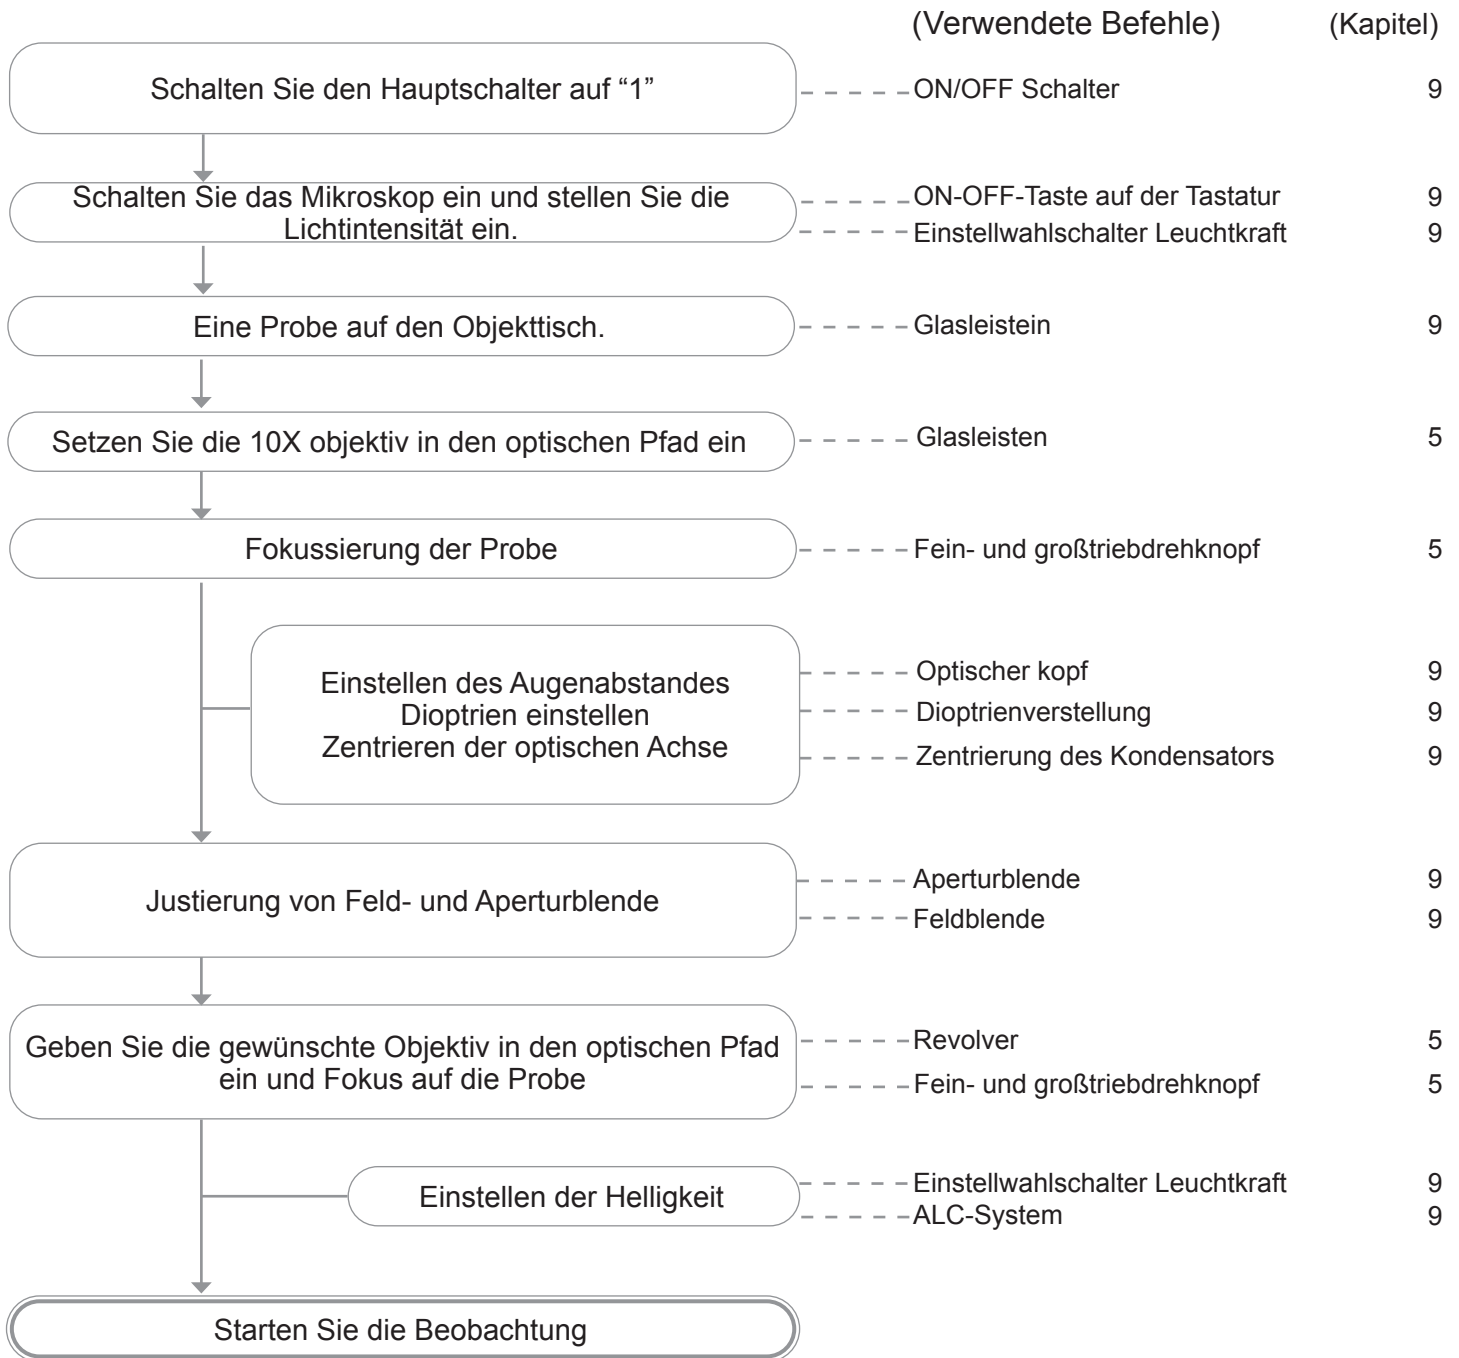 (Verwendete Befehle) (Kapitel)
Schalten Sie den Hauptschalter auf “1” ON/OFF Schalter 9
Schalten Sie das Mikroskop ein und stellen Sie die
Lichtintensität ein.
ON-OFF-Taste auf der Tastatur 9
Einstellwahlschalter Leuchtkraft 9
Eine Probe auf den Objekttisch. Glasleistein 9
Setzen Sie die 10X objektiv in den optischen Pfad ein Glasleisten 5
Fokussierung der Probe Fein- und großtriebdrehknopf 5
Einstellen des Augenabstandes
Dioptrien einstellen
Zentrieren der optischen Achse
Optischer kopf 9
Dioptrienverstellung 9
Zentrierung des Kondensators 9
Justierung von Feld- und Aperturblende
Aperturblende 9
Feldblende 9
Geben Sie die gewünschte Objektiv in den optischen Pfad
ein und Fokus auf die Probe
Revolver 5
Fein- und großtriebdrehknopf 5
Einstellen der Helligkeit
Einstellwahlschalter Leuchtkraft 9
ALC-System 9
Starten Sie die Beobachtung